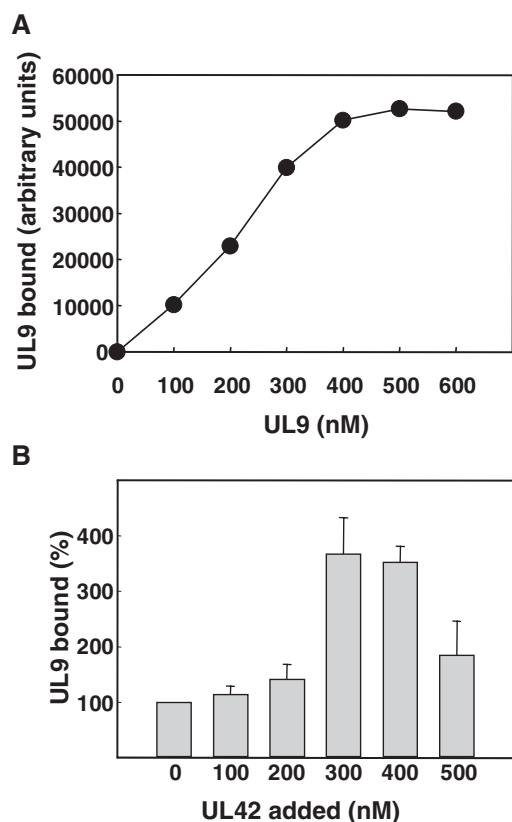 A
UL9 bound (arbitrary units)
60000
50000
40000
30000
20000
10000
0
0 100 200 300 400 500 600
UL9 (nM)
B
UL9 bound (%)
400
300
200
100
0 100 200 300 400 500
UL42 added (nM)